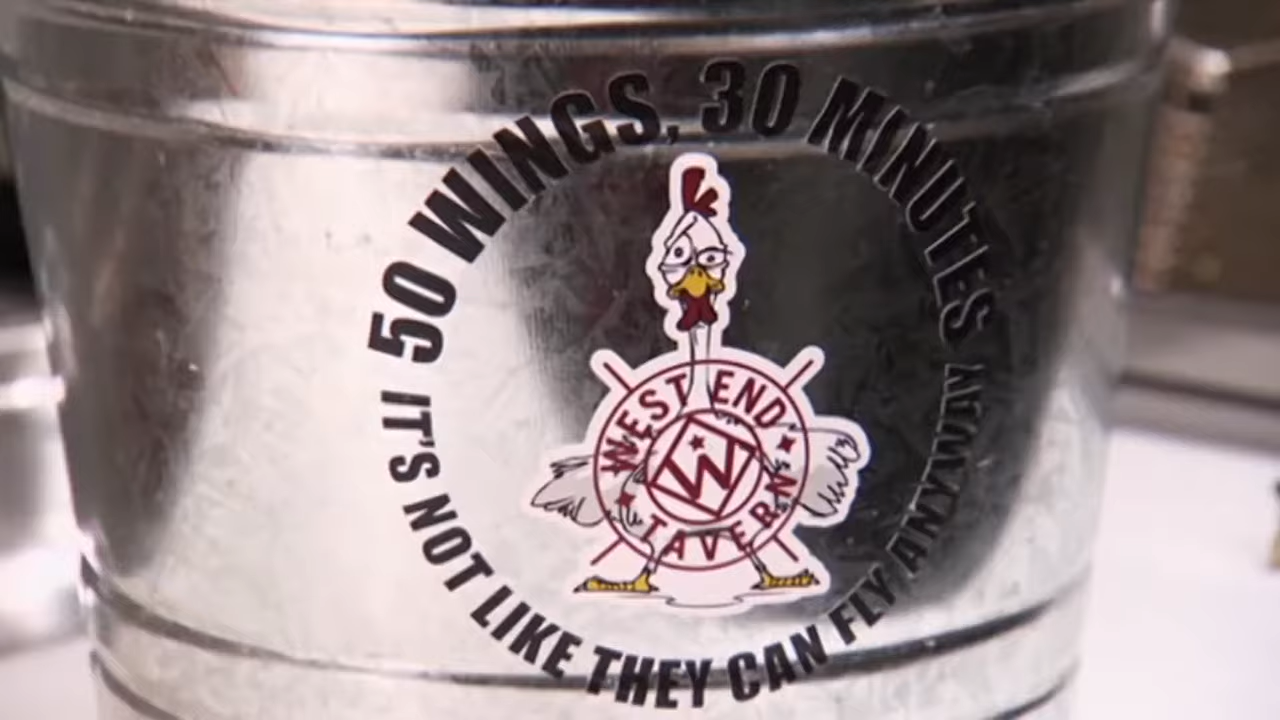 50 WINGS, 30 MINUTES
IT'S NOT LIKE THEY CAN FLY ANYWAY
WEST END
TAVERN
W